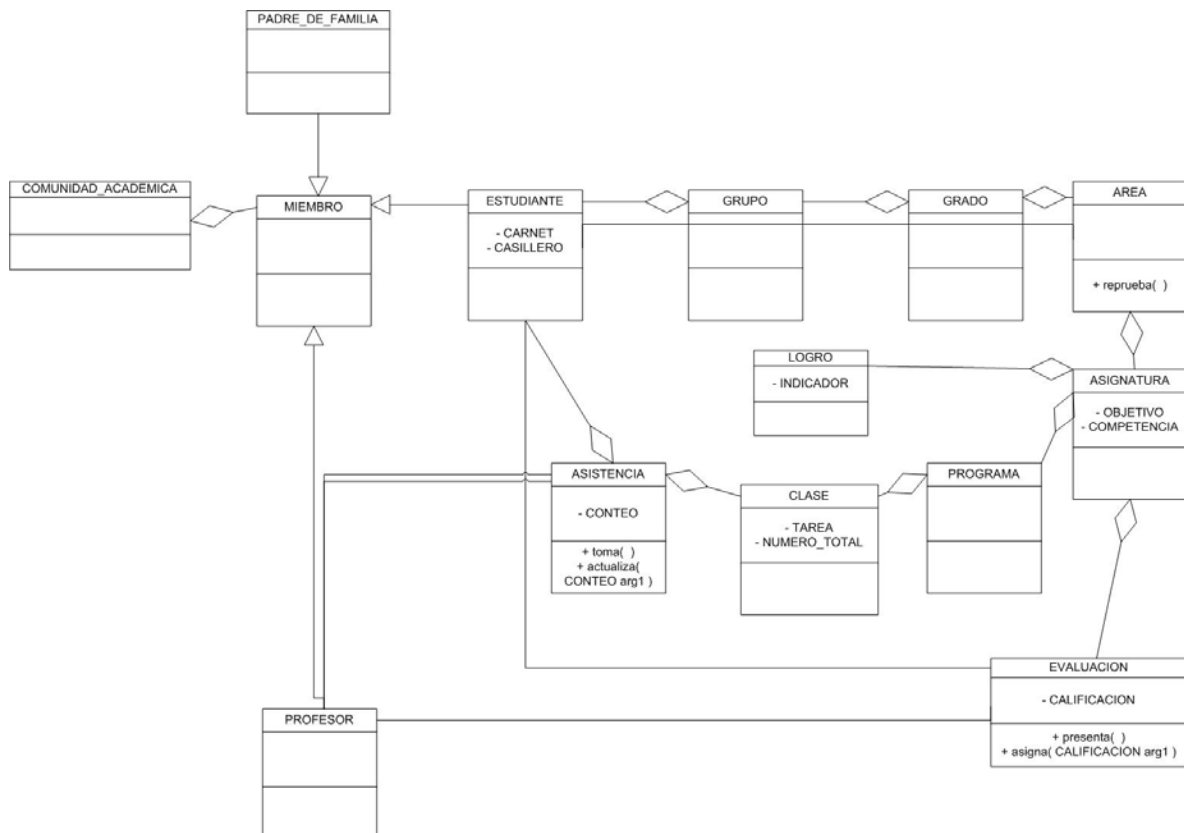 PADRE_DE_FAMILIA
COMUNIDAD_ACADEMICA
MIEMBRO
ESTUDIANTE
- CARNET
- CASILLERO
GRUPO
GRADO
AREA
+ reprueba( )
LOGRO
- INDICADOR
ASIGNATURA
- OBJETIVO
- COMPETENCIA
ASISTENCIA
- CONTEO
+ toma( )
+ actualiza(
CONTEO arg1 )
CLASE
- TAREA
- NUMERO_TOTAL
PROGRAMA
EVALUACION
- CALIFICACION
+ presenta( )
+ asigna( CALIFICACION arg1 )
PROFESOR